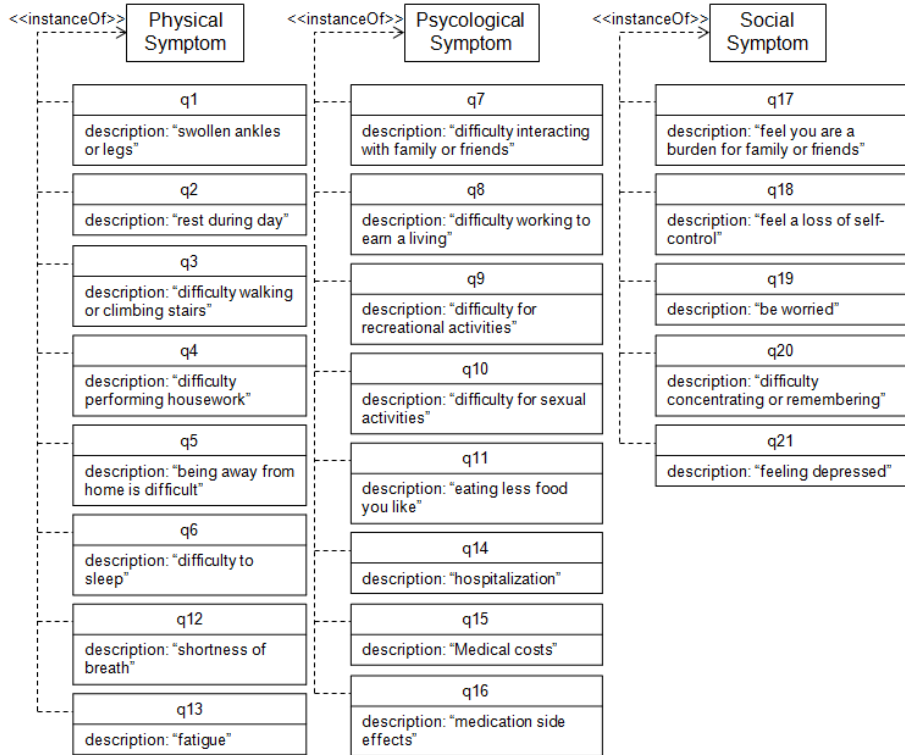 <<instanceOf>>
Physical
Symptom
q1
description: “swollen ankles
or legs”
q2
description: “rest during day”
q3
description: “difficulty walking
or climbing stairs”
q4
description: “difficulty
performing housework”
q5
description: “being away from
home is difficult”
q6
description: “difficulty to
sleep”
q12
description: “shortness of
breath”
q13
description: “fatigue”
<<instanceOf>>
Psycological
Symptom
q7
description: “difficulty interacting
with family or friends”
q8
description: “difficulty working to
earn a living”
q9
description: “difficulty for
recreational activities”
q10
description: “difficulty for sexual
activities”
q11
description: “eating less food
you like”
q14
description: “hospitalization”
q15
description: “Medical costs”
q16
description: “medication side
effects”
<<instanceOf>>
Social
Symptom
q17
description: “feel you are a
burden for family or friends”
q18
description: “feel a loss of self-
control”
q19
description: “be worried”
q20
description: “difficulty
concentrating or remembering”
q21
description: “feeling depressed”